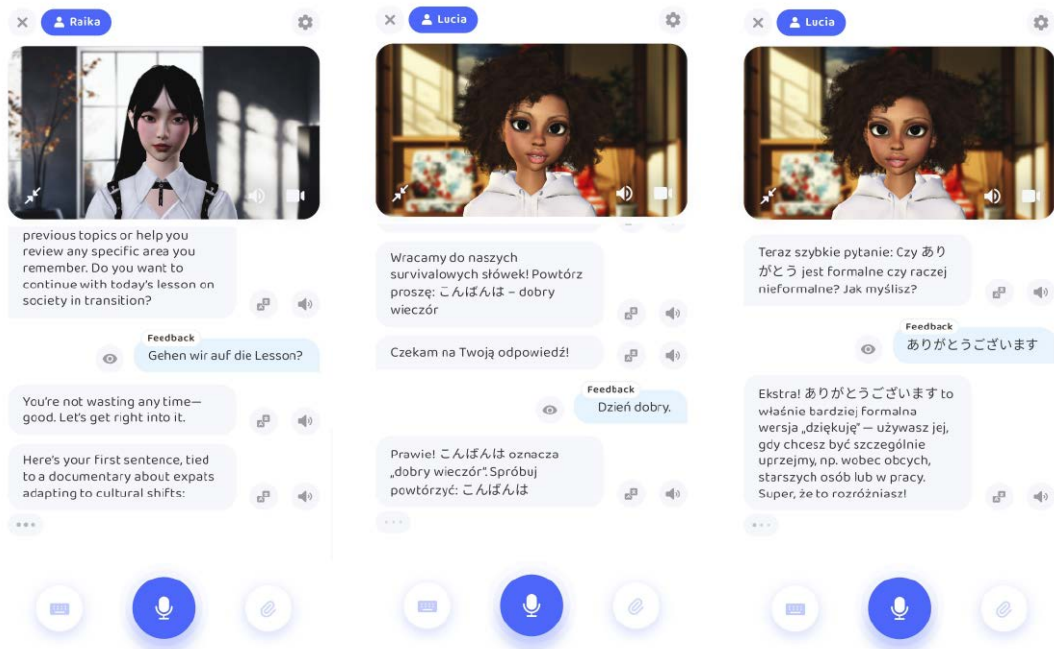 Raika
previous topics or help you
review any specific area you
remember. Do you want to
continue with today's lesson on
society in transition?
Feedback
Gehen wir auf die Lesson?
You're not wasting any time—
good. Let's get right into it.
Here's your first sentence, tied
to a documentary about expats
adapting to cultural shifts:
Lucia
Wracamy do naszych
survivalowych słówek! Powtórz
proszę: こんばんは – dobry
wieczór
Czekam na Twoją odpowiedź!
Feedback
Dzień dobry.
Prawie! こんばんは oznacza
„dobry wieczór”. Spróbuj
powtórzyć: こんばんは
Lucia
Teraz szybkie pytanie: Czy あり
がとう jest formalne czy raczej
nieformalne? Jak myślisz?
Feedback
ありがとうございます
Ekstra! ありがとうございます to
właśnie bardziej formalna
wersja „dziękuję” — używasz jej,
gdy chcesz być szczególnie
uprzejmy, np. wobec obcych,
starszych osób lub w pracy.
Super, że to rozróżniasz!